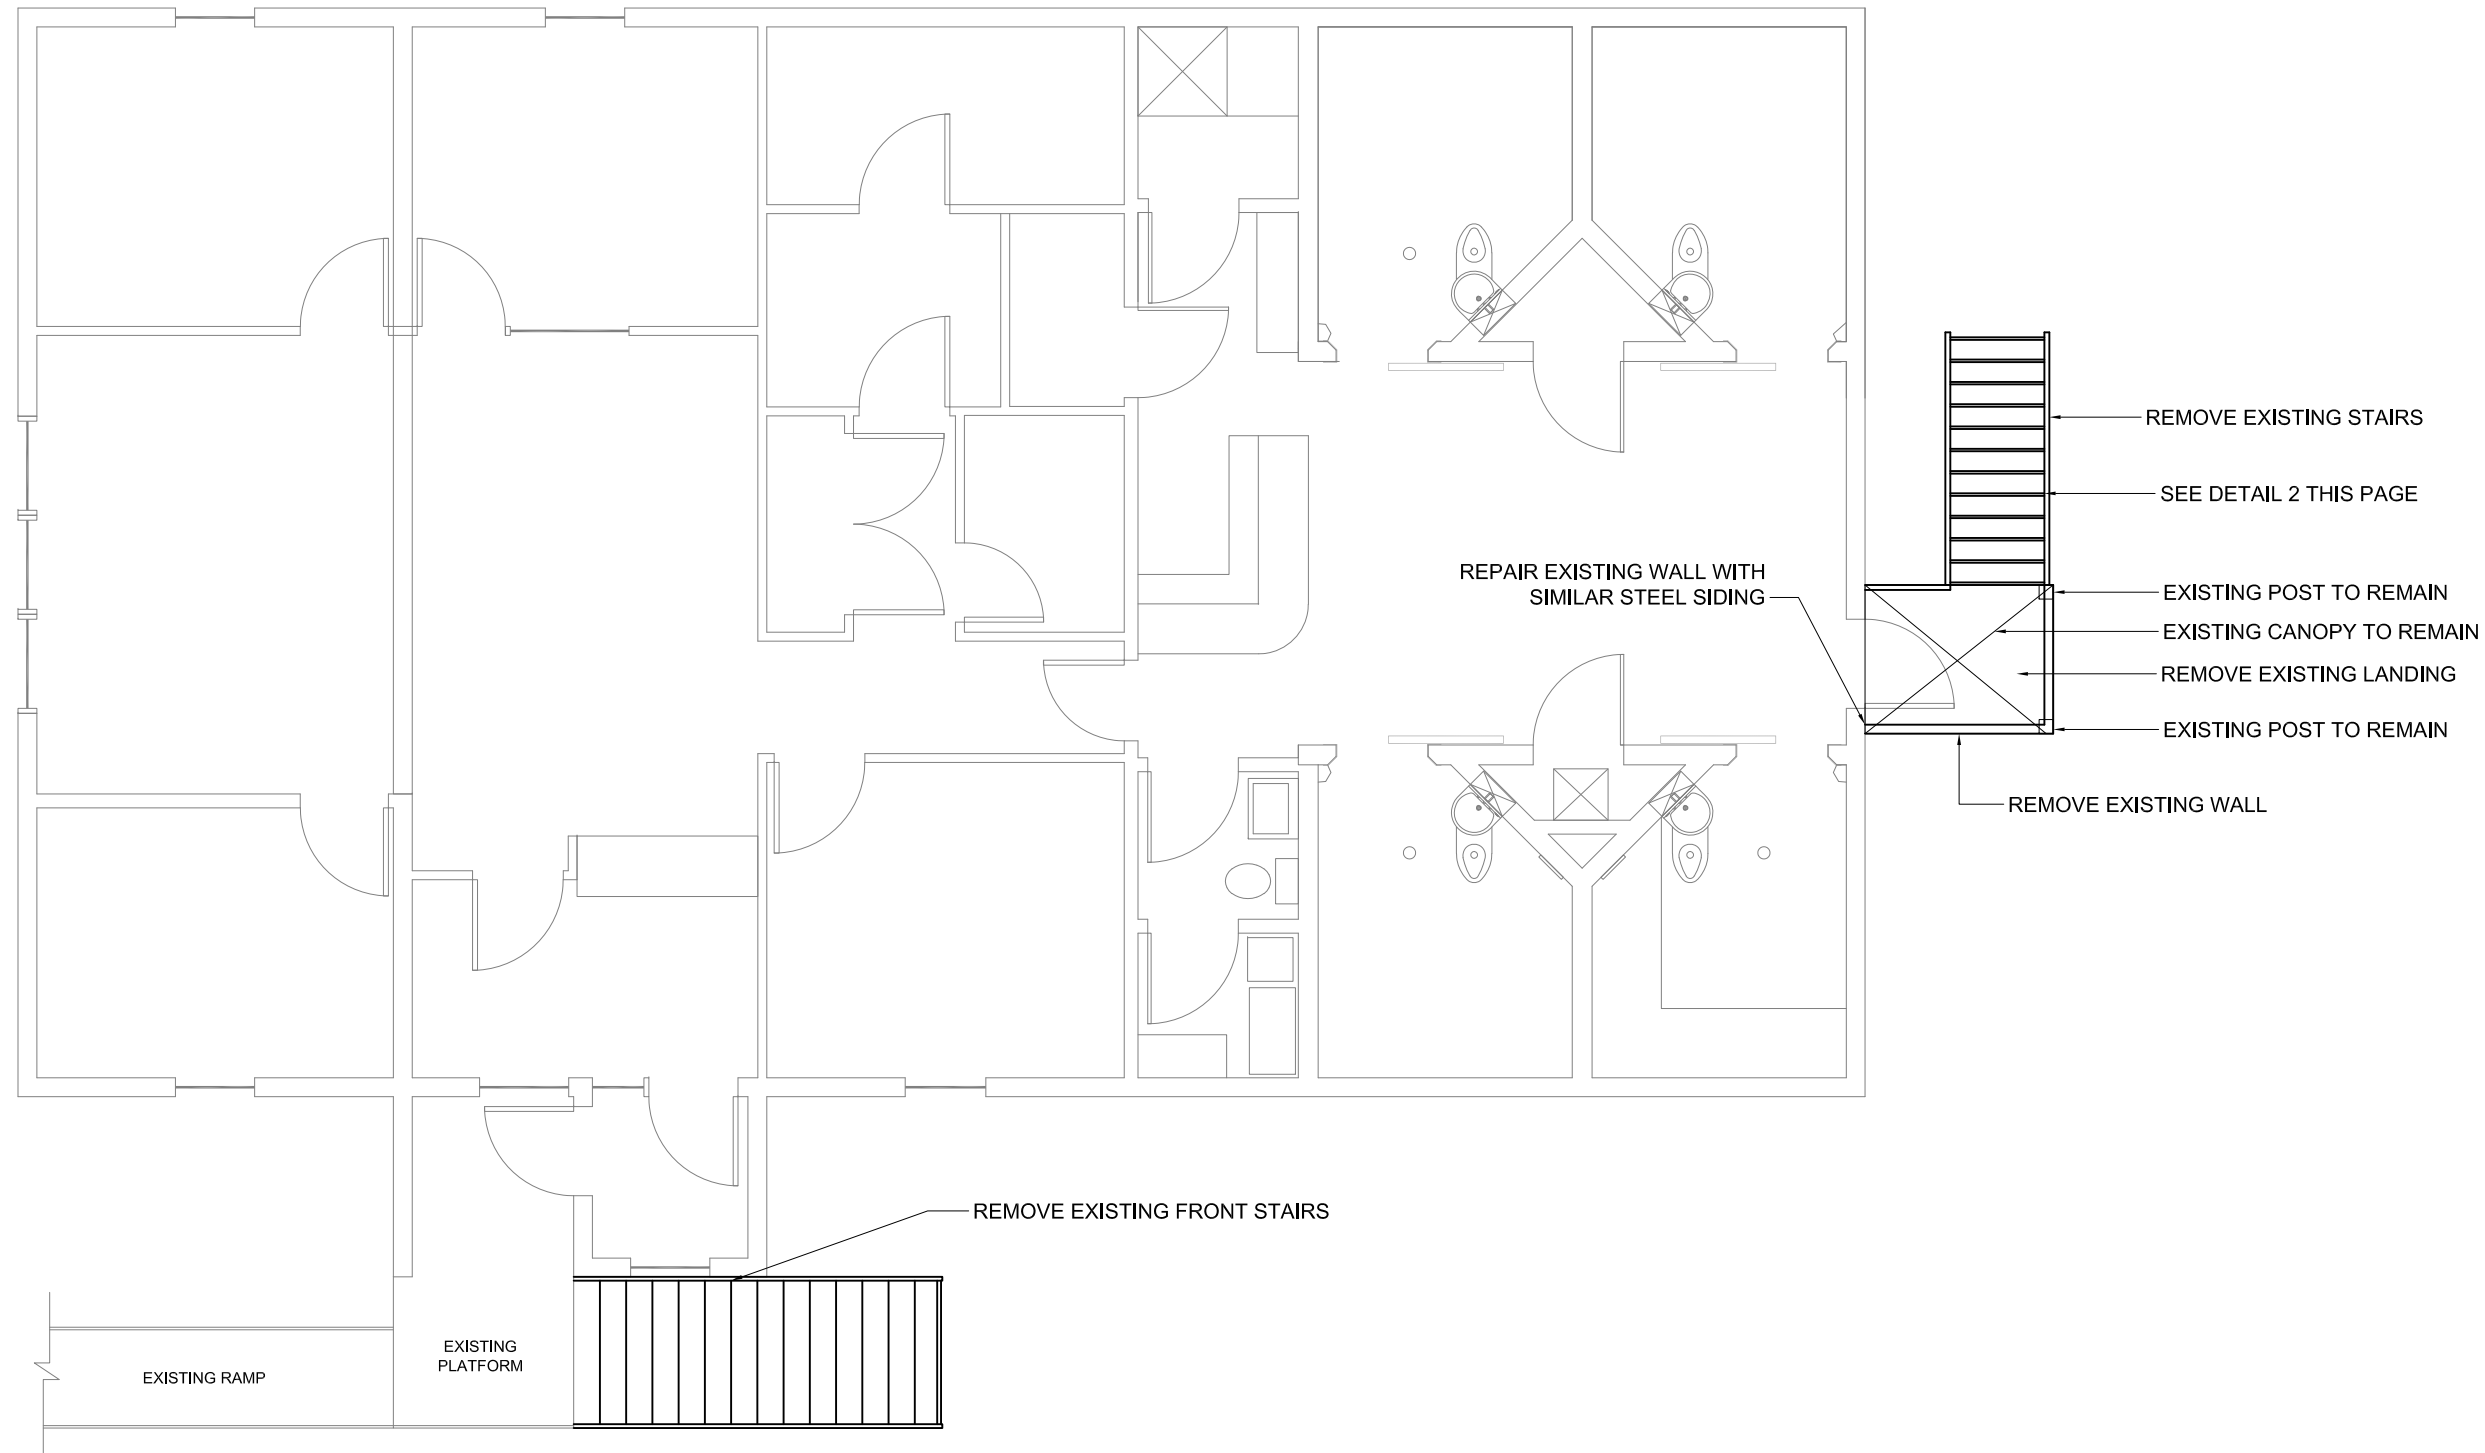 REMOVE EXISTING STAIRS
SEE DETAIL 2 THIS PAGE
REPAIR EXISTING WALL WITH
SIMILAR STEEL SIDING
EXISTING POST TO REMAIN
EXISTING CANOPY TO REMAIN
REMOVE EXISTING LANDING
EXISTING POST TO REMAIN
REMOVE EXISTING WALL
REMOVE EXISTING FRONT STAIRS
EXISTING
PLATFORM
EXISTING RAMP